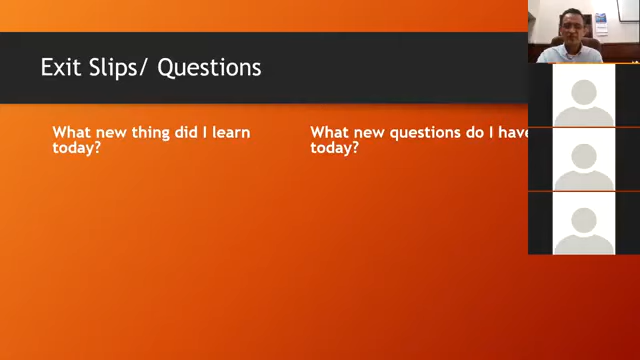 Exit Slips/ Questions
What new thing did I learn
today?
What new questions do I have
today?